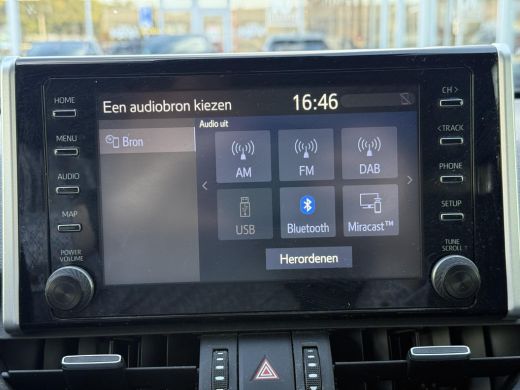 HOME
MENU
AUDIO
MAP
POWER
VOLUME
Een audiobron kiezen
16:46
Bron
Audio uit
AM
FM
DAB
USB
Bluetooth
Miracast™
Herordenen
CH >
< TRACK
PHONE
SETUP
TUNE
SCROLL